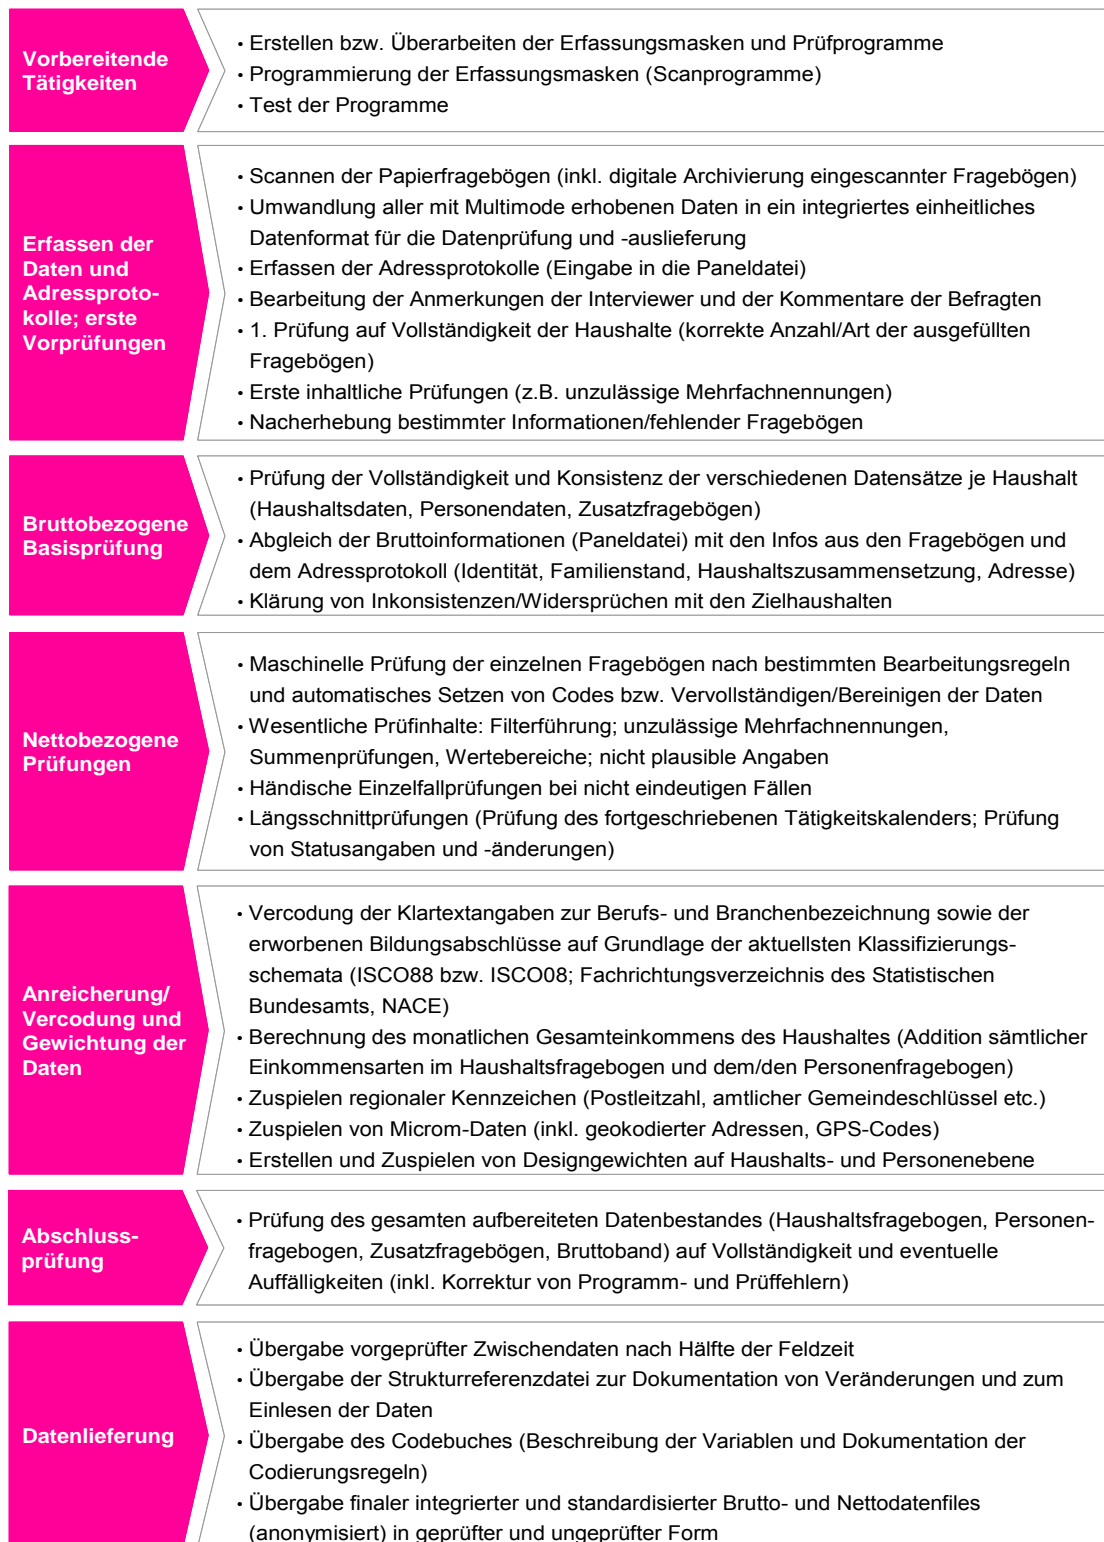 Vorbereitende
Tätigkeiten
• Erstellen bzw. Überarbeiten der Erfassungsmasken und Prüfprogramme
• Programmierung der Erfassungsmasken (Scanprogramme)
• Test der Programme
Erfassen der
Daten und
Adressproto-
kolle; erste
Vorprüfungen
• Scannen der Papierfragebögen (inkl. digitale Archivierung eingescannter Fragebögen)
• Umwandlung aller mit Multimode erhobenen Daten in ein integriertes einheitliches
Datenformat für die Datenprüfung und -auslieferung
• Erfassen der Adressprotokolle (Eingabe in die Paneldatei)
• Bearbeitung der Anmerkungen der Interviewer und der Kommentare der Befragten
• 1. Prüfung auf Vollständigkeit der Haushalte (korrekte Anzahl/Art der ausgefüllten
Fragebögen)
• Erste inhaltliche Prüfungen (z.B. unzulässige Mehrfachnennungen)
• Nacherhebung bestimmter Informationen/fehlender Fragebögen
Bruttobezogene
Basisprüfung
• Prüfung der Vollständigkeit und Konsistenz der verschiedenen Datensätze je Haushalt
(Haushaltsdaten, Personendaten, Zusatzfragebögen)
• Abgleich der Bruttoinformationen (Paneldatei) mit den Infos aus den Fragebögen und
dem Adressprotokoll (Identität, Familienstand, Haushaltszusammensetzung, Adresse)
• Klärung von Inkonsistenzen/Widersprüchen mit den Zielhaushalten
Nettobezogene
Prüfungen
• Maschinelle Prüfung der einzelnen Fragebögen nach bestimmten Bearbeitungsregeln
und automatisches Setzen von Codes bzw. Vervollständigen/Bereinigen der Daten
• Wesentliche Prüfinhalte: Filterführung; unzulässige Mehrfachnennungen,
Summenprüfungen, Wertebereiche; nicht plausible Angaben
• Händische Einzelfallprüfungen bei nicht eindeutigen Fällen
• Längsschnittprüfungen (Prüfung des fortgeschriebenen Tätigkeitskalenders; Prüfung
von Statusangaben und -änderungen)
Anreicherung/
Vercodung und
Gewichtung der
Daten
• Vercodung der Klartextangaben zur Berufs- und Branchenbezeichnung sowie der
erworbenen Bildungsabschlüsse auf Grundlage der aktuellsten Klassifizierungs-
schemata (ISCO88 bzw. ISCO08; Fachrichtungsverzeichnis des Statistischen
Bundesamts, NACE)
• Berechnung des monatlichen Gesamteinkommens des Haushaltes (Addition sämtlicher
Einkommensarten im Haushaltsfragebogen und dem/den Personenfragebogen)
• Zuspielen regionaler Kennzeichen (Postleitzahl, amtlicher Gemeindeschlüssel etc.)
• Zuspielen von Microm-Daten (inkl. geokodierter Adressen, GPS-Codes)
• Erstellen und Zuspielen von Designgewichten auf Haushalts- und Personenebene
Abschluss-
prüfung
• Prüfung des gesamten aufbereiteten Datenbestandes (Haushaltsfragebogen, Personen-
fragebogen, Zusatzfragebögen, Bruttoband) auf Vollständigkeit und eventuelle
Auffälligkeiten (inkl. Korrektur von Programm- und Prüffehlern)
Datenlieferung
• Übergabe vorgeprüfter Zwischendaten nach Hälfte der Feldzeit
• Übergabe der Strukturreferenzdatei zur Dokumentation von Veränderungen und zum
Einlesen der Daten
• Übergabe des Codebuches (Beschreibung der Variablen und Dokumentation der
Codierungsregeln)
• Übergabe finaler integrierter und standardisierter Brutto- und Nettodatenfiles
(anonymisiert) in geprüfter und ungeprüfter Form